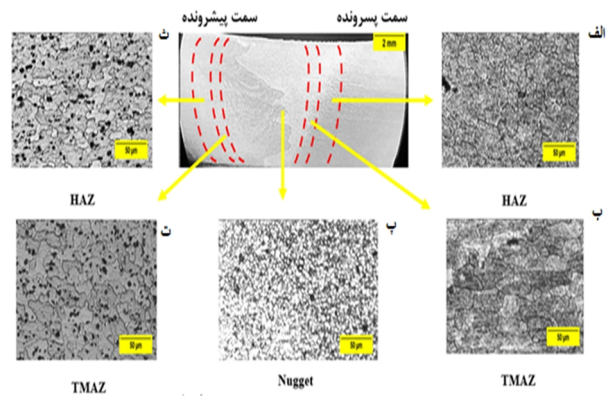 سمت پسرونده
سمت پیشرونده
2 mm
الف
50 µm
HAZ
ث
50 µm
HAZ
ب
50 µm
TMAZ
پ
50 µm
Nugget
ت
50 µm
TMAZ